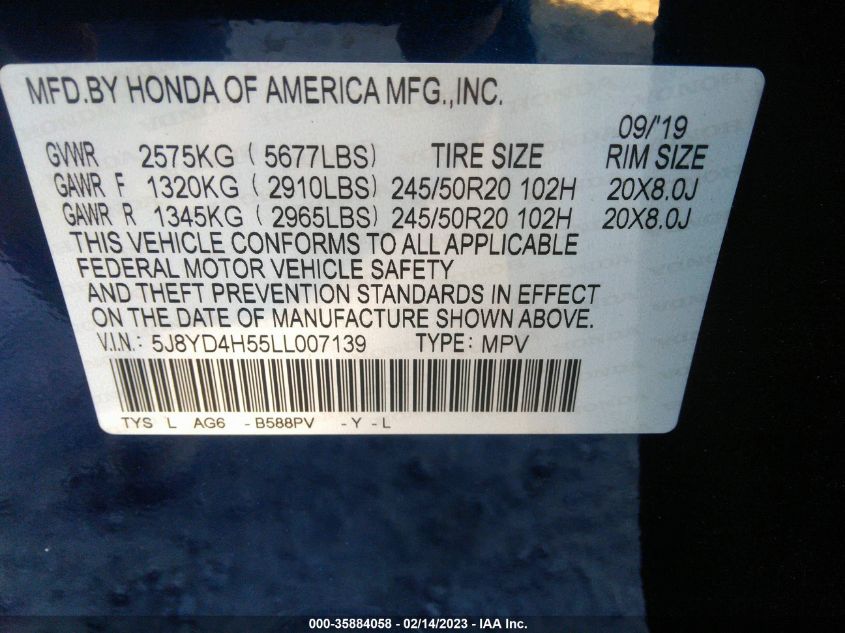 MFD.BY HONDA OF AMERICA MFG.,INC.
09/'19
GVWR 2575KG ( 5677LBS) TIRE SIZE RIM SIZE
GAWR F 1320KG ( 2910LBS) 245/50R20 102H 20X8.0J
GAWR R 1345KG ( 2965LBS) 245/50R20 102H 20X8.0J
THIS VEHICLE CONFORMS TO ALL APPLICABLE
FEDERAL MOTOR VEHICLE SAFETY
AND THEFT PREVENTION STANDARDS IN EFFECT
ON THE DATE OF MANUFACTURE SHOWN ABOVE.
V.I.N.: 5J8YD4H55LL007139 TYPE: MPV
TYS L AG6 - B588PV - Y - L
000-35884058 - 02/14/2023 - IAA Inc.